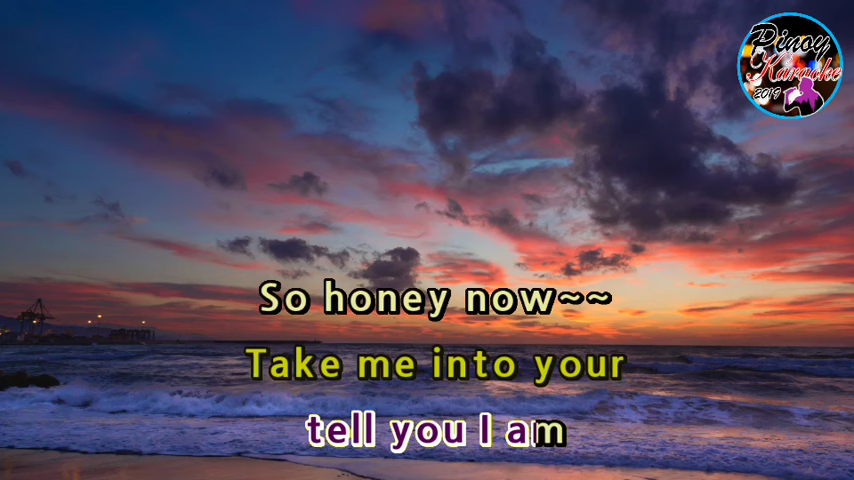 Pinoy
Karaoke
2019
So honey now~~
Take me into your
tell you I am